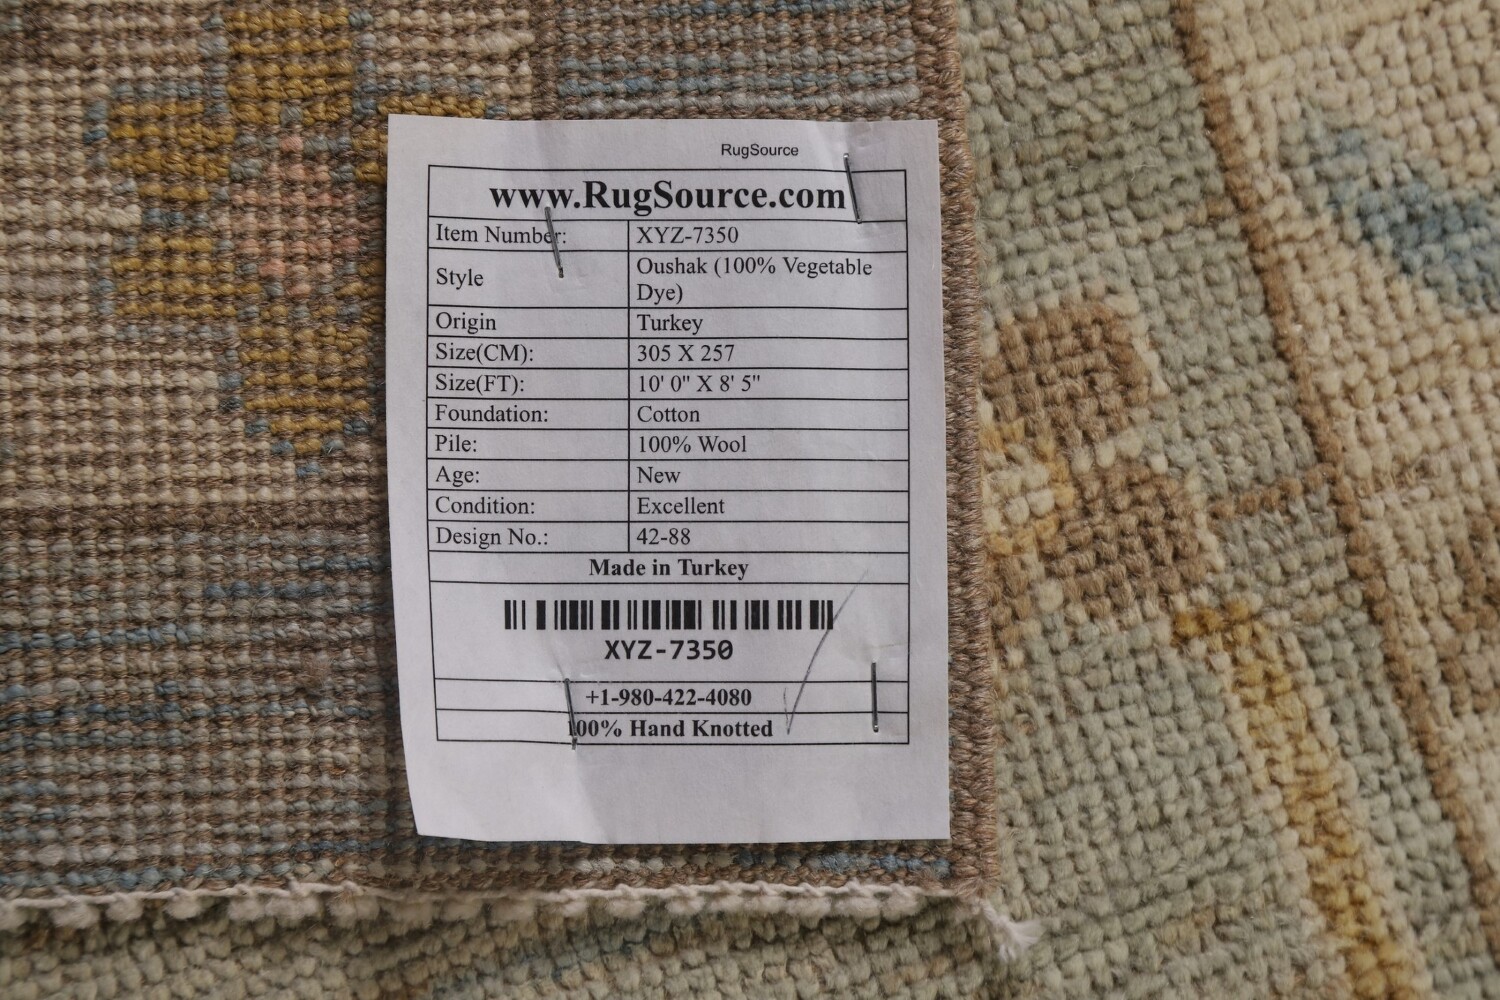 RugSource
www.RugSource.com
Item Number: XYZ-7350
Style Oushak (100% Vegetable
Dye)
Origin Turkey
Size(CM): 305 X 257
Size(FT): 10' 0" X 8' 5"
Foundation: Cotton
Pile: 100% Wool
Age: New
Condition: Excellent
Design No.: 42-88
Made in Turkey
XYZ-7350
+1-980-422-4080
100% Hand Knotted